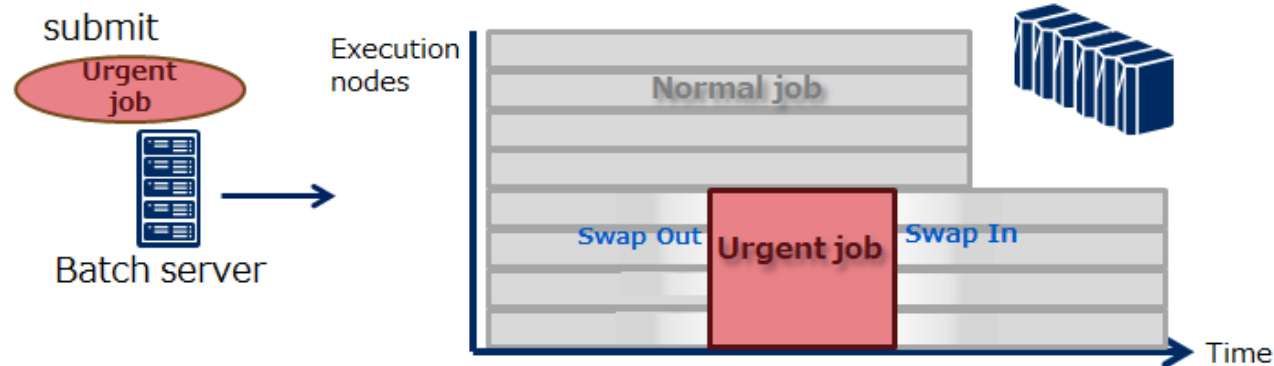 submit
Urgent
job
Batch server
Execution
nodes
Normal job
Swap Out
Urgent job
Swap In
Time